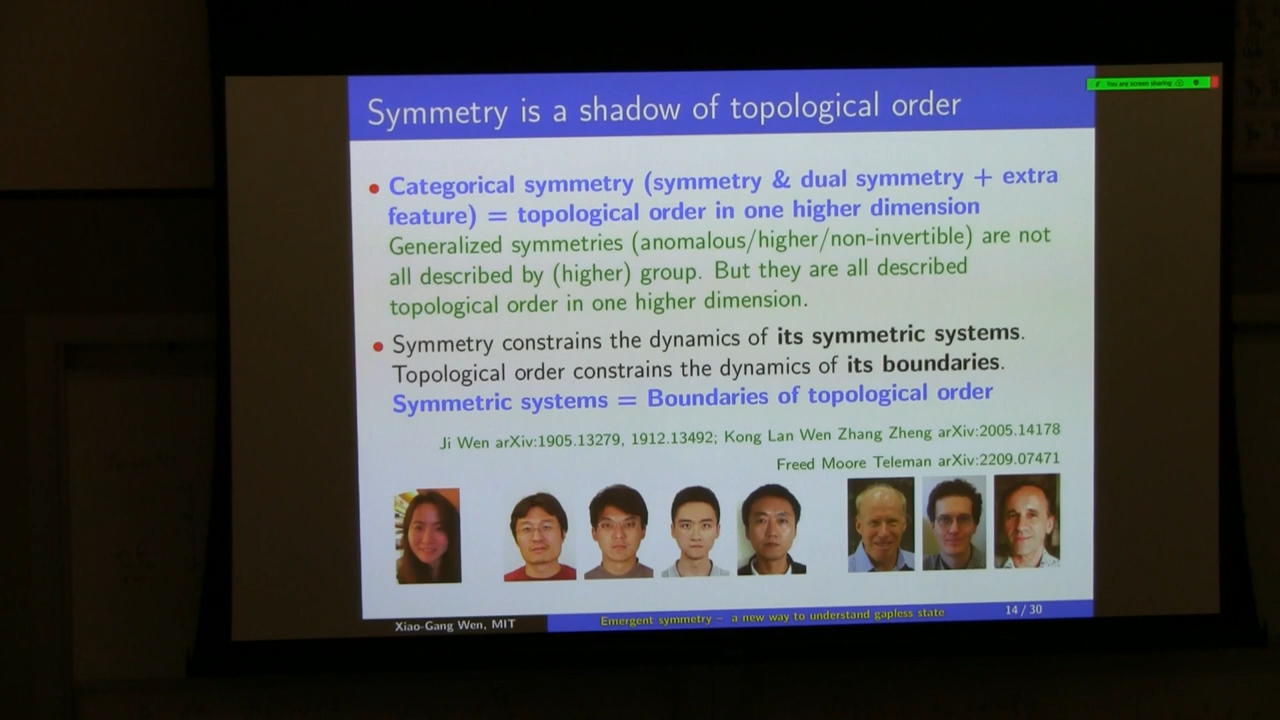 You are screen sharing
Symmetry is a shadow of topological order
• Categorical symmetry (symmetry & dual symmetry + extra
feature) = topological order in one higher dimension
Generalized symmetries (anomalous/higher/non-invertible) are not
all described by (higher) group. But they are all described
topological order in one higher dimension.
• Symmetry constrains the dynamics of its symmetric systems.
Topological order constrains the dynamics of its boundaries.
Symmetric systems = Boundaries of topological order
Ji Wen arXiv:1905.13279, 1912.13492; Kong Lan Wen Zhang Zheng arXiv:2005.14178
Freed Moore Teleman arXiv:2209.07471
Xiao-Gang Wen, MIT
Emergent symmetry – a new way to understand gapless state
14 / 30